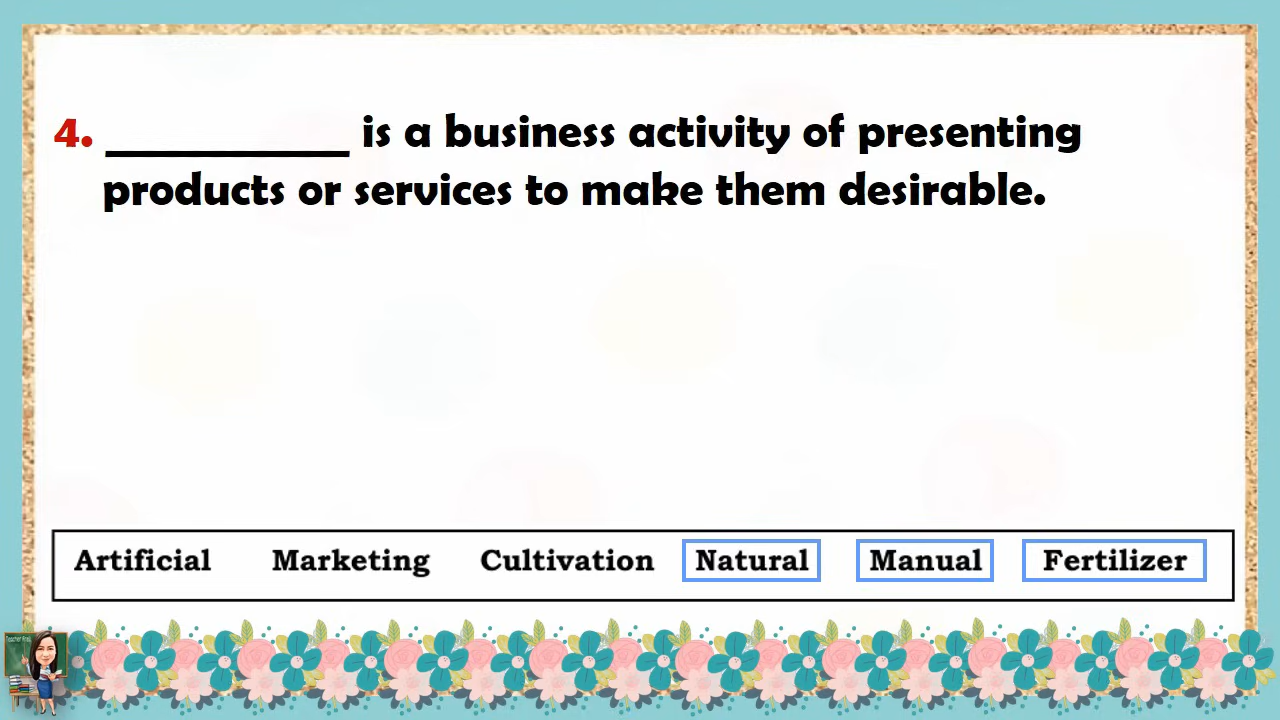 4. ____________ is a business activity of presenting
products or services to make them desirable.
Artificial Marketing Cultivation Natural Manual Fertilizer